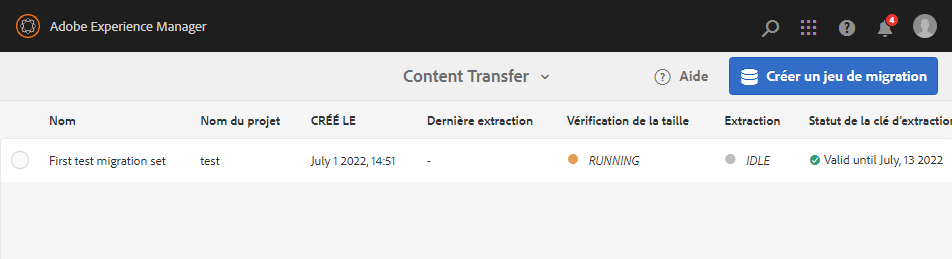 Adobe Experience Manager
4
Content Transfer
? Aide
Créer un jeu de migration
Nom Nom du projet CRÉÉ LE Dernière extraction Vérification de la taille Extraction Statut de la clé d'extractio
First test migration set test July 1 2022, 14:51 - RUNNING IDLE Valid until July, 13 2022